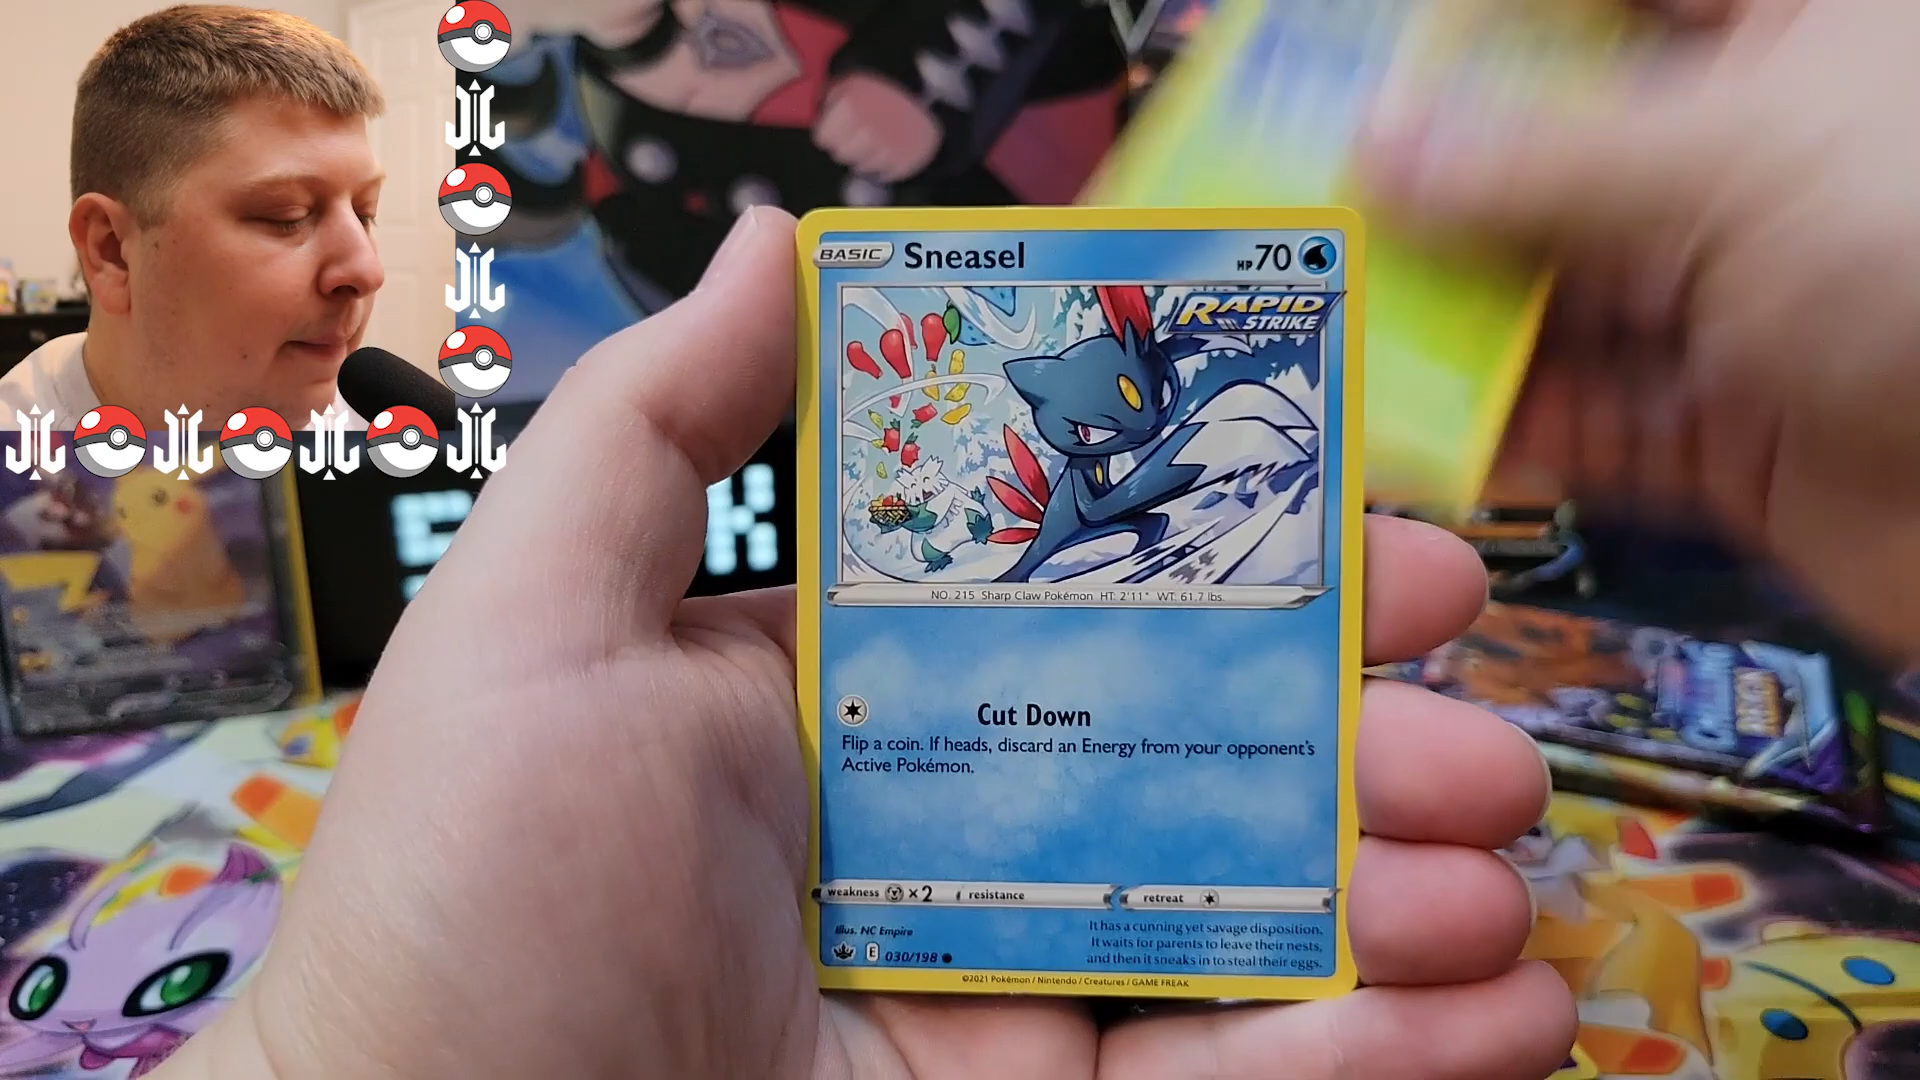 BASIC Sneasel HP 70
RAPID
STRIKE
NO. 215 Sharp Claw Pokémon HT: 2'11" WT: 61.7 lbs.
Cut Down
Flip a coin. If heads, discard an Energy from your opponent's
Active Pokémon.
weakness ×2 resistance retreat
Illus. NC Empire
E 030/198
It has a cunning yet savage disposition.
It waits for parents to leave their nests,
and then it sneaks in to steal their eggs.
©2021 Pokémon / Nintendo / Creatures / GAME FREAK